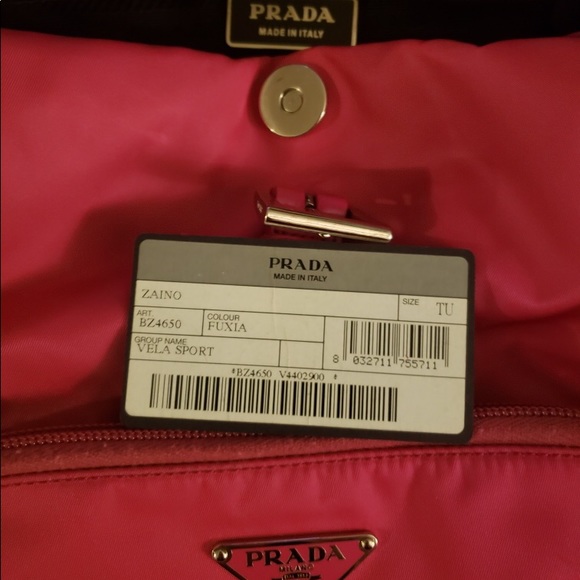 PRADA
MADE IN ITALY
PRADA
MADE IN ITALY
ZAINO
SIZE
TU
ART.
BZ4650
COLOUR
FUXIA
GROUP NAME
VELA SPORT
8 032711 755711
*BZ4650 V4402900 *
PRADA
MILANO